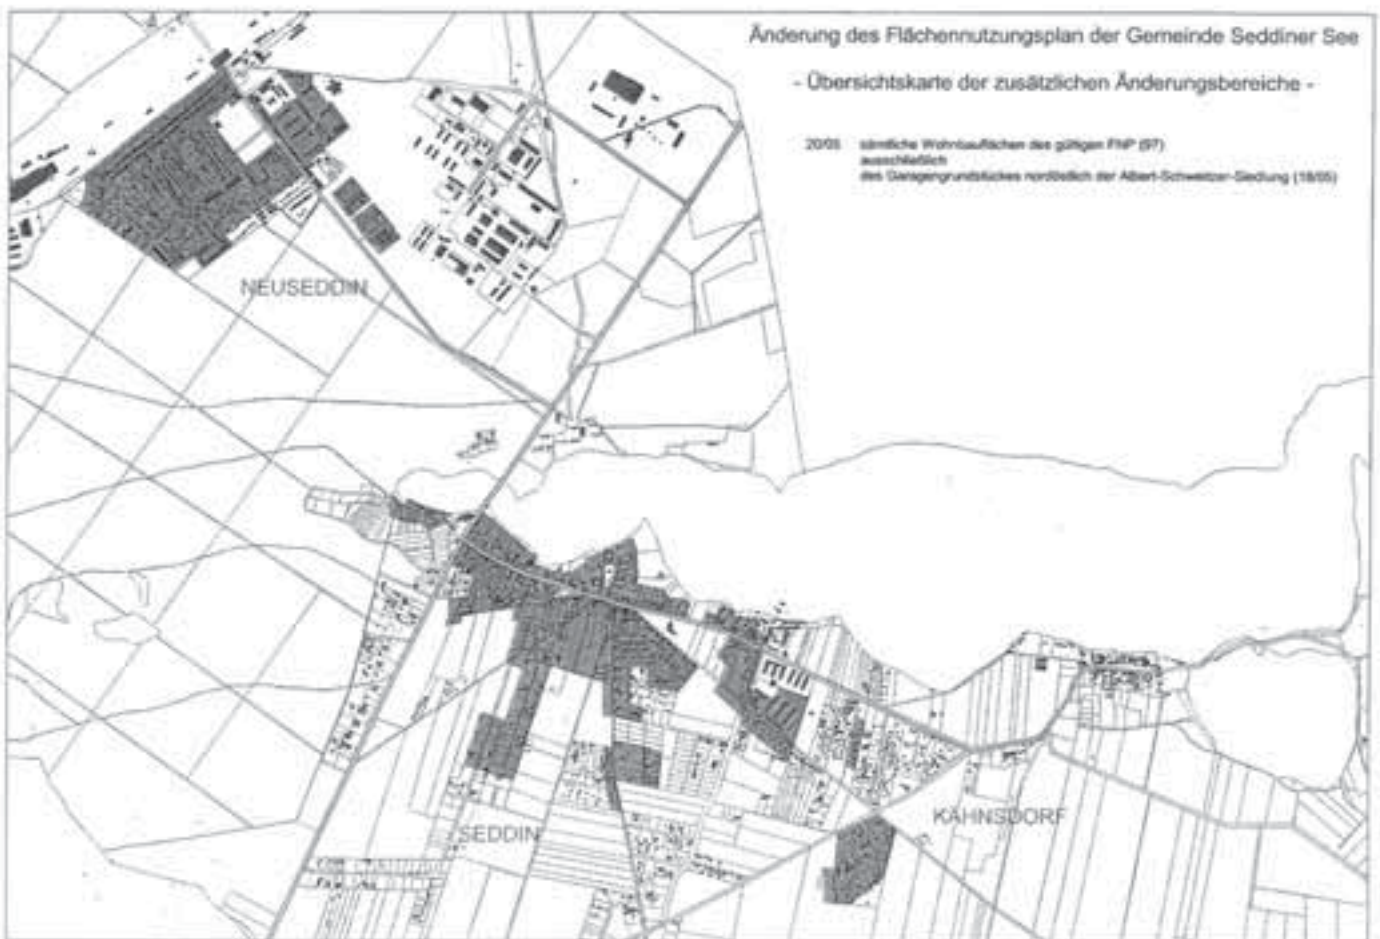 Änderung des Flächennutzungsplan der Gemeinde Seddiner See
- Übersichtskarte der zusätzlichen Änderungsbereiche -
20/05 sämtliche Wohnbauflächen des gültigen FNP (97)
ausschließlich
des Garagengrundstückes nordöstlich der Albert-Schweitzer-Siedlung (18/05)
NEUSEDDIN
KÄHNSDORF
SEDDIN